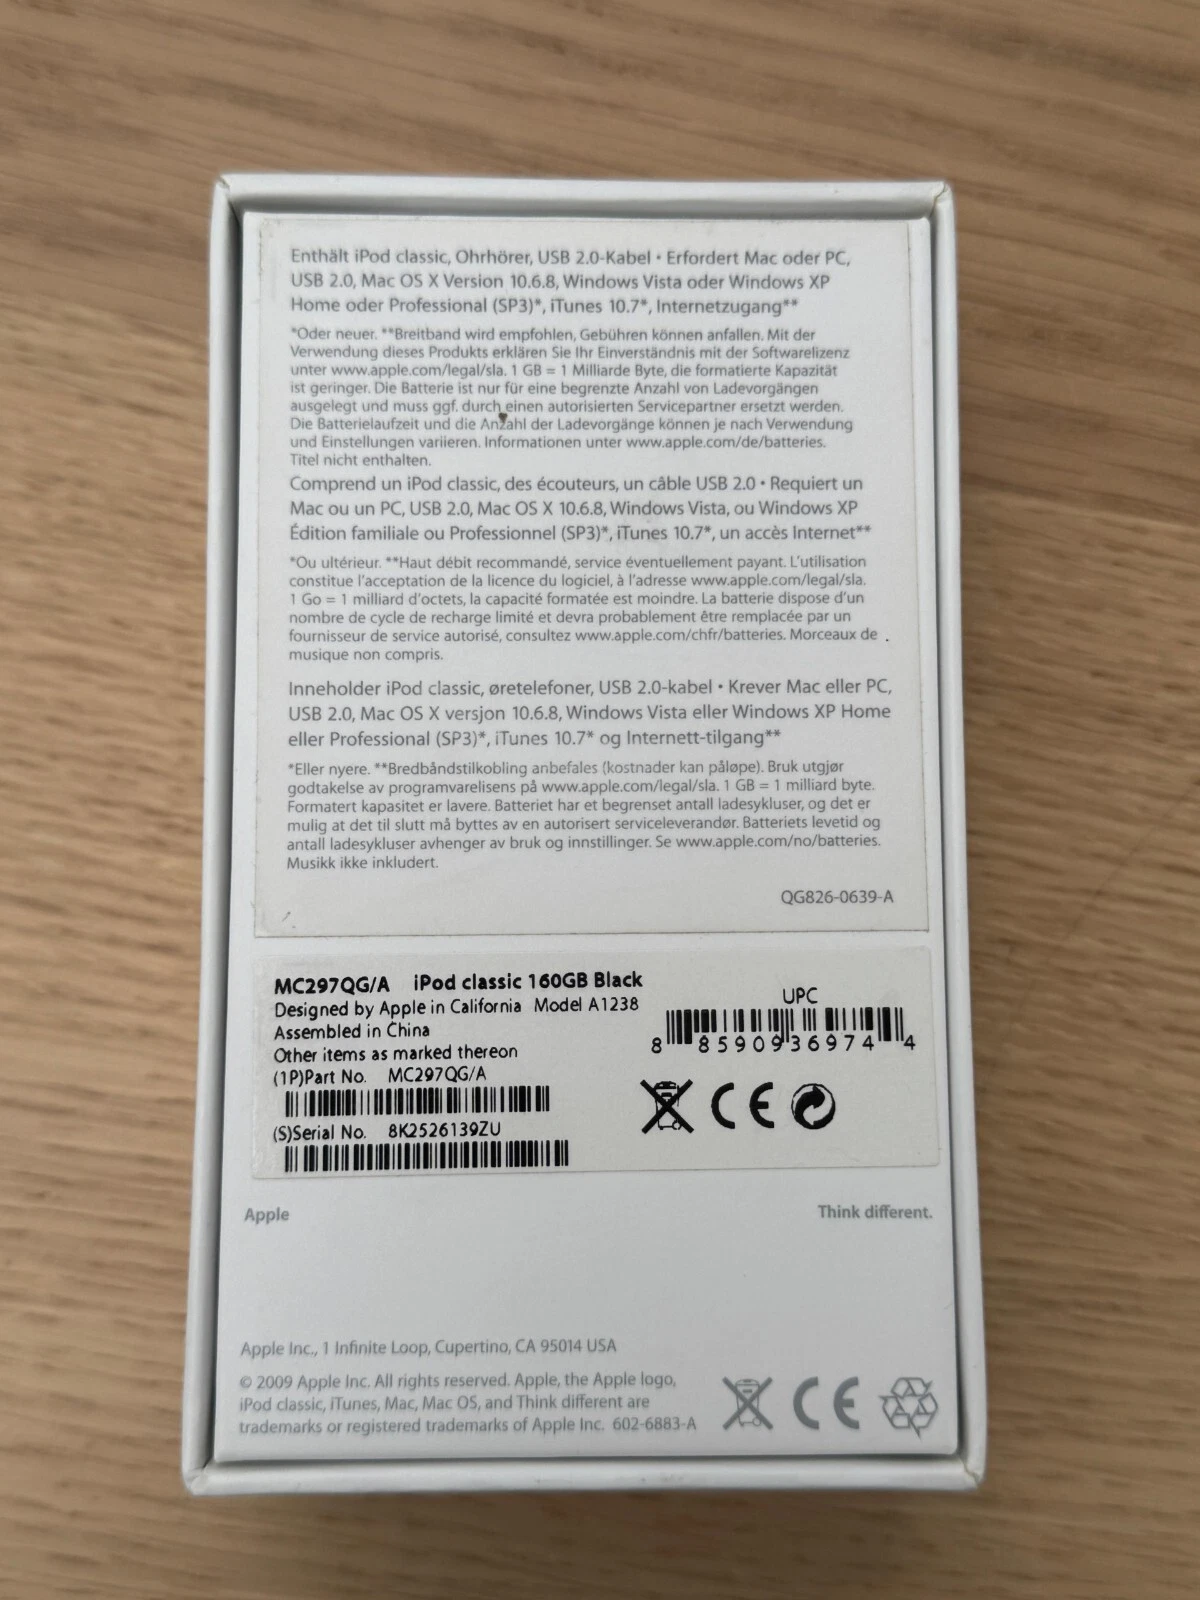 Enthält iPod classic, Ohrhörer, USB 2.0-Kabel • Erfordert Mac oder PC,
USB 2.0, Mac OS X Version 10.6.8, Windows Vista oder Windows XP
Home oder Professional (SP3)*, iTunes 10.7*, Internetzugang**
*Oder neuer. **Breitband wird empfohlen, Gebühren können anfallen. Mit der
Verwendung dieses Produkts erklären Sie Ihr Einverständnis mit der Softwarelizenz
unter www.apple.com/legal/sla. 1 GB = 1 Milliarde Byte, die formatierte Kapazität
ist geringer. Die Batterie ist nur für eine begrenzte Anzahl von Ladevorgängen
ausgelegt und muss ggf. durch einen autorisierten Servicepartner ersetzt werden.
Die Batterielaufzeit und die Anzahl der Ladevorgänge können je nach Verwendung
und Einstellungen variieren. Informationen unter www.apple.com/de/batteries.
Titel nicht enthalten.
Comprend un iPod classic, des écouteurs, un câble USB 2.0 • Requiert un
Mac ou un PC, USB 2.0, Mac OS X 10.6.8, Windows Vista, ou Windows XP
Édition familiale ou Professionnel (SP3)*, iTunes 10.7*, un accès Internet**
*Ou ultérieur. **Haut débit recommandé, service éventuellement payant. L'utilisation
constitue l'acceptation de la licence du logiciel, à l'adresse www.apple.com/legal/sla.
1 Go = 1 milliard d'octets, la capacité formatée est moindre. La batterie dispose d'un
nombre de cycle de recharge limité et devra probablement être remplacée par un
fournisseur de service autorisé, consultez www.apple.com/chfr/batteries. Morceaux de
musique non compris.
Inneholder iPod classic, øretelefoner, USB 2.0-kabel • Krever Mac eller PC,
USB 2.0, Mac OS X versjon 10.6.8, Windows Vista eller Windows XP Home
eller Professional (SP3)*, iTunes 10.7* og Internett-tilgang**
*Eller nyere. **Bredbåndstilkobling anbefales (kostnader kan påløpe). Bruk utgjør
godtakelse av programvarelisens på www.apple.com/legal/sla. 1 GB = 1 milliard byte.
Formatert kapasitet er lavere. Batteriet har et begrenset antall ladesykluser, og det er
mulig at det til slutt må byttes av en autorisert serviceleverandør. Batteriets levetid og
antall ladesykluser avhenger av bruk og innstillinger. Se www.apple.com/no/batteries.
Musikk ikke inkludert.
QG826-0639-A
MC297QG/A iPod classic 160GB Black
Designed by Apple in California Model A1238
Assembled in China
Other items as marked thereon
(1P)Part No. MC297QG/A
(S)Serial No. 8K2526139ZU
UPC
8 85909 36974 4
CE
Apple
Think different.
Apple Inc., 1 Infinite Loop, Cupertino, CA 95014 USA
© 2009 Apple Inc. All rights reserved. Apple, the Apple logo,
iPod classic, iTunes, Mac, Mac OS, and Think different are
trademarks or registered trademarks of Apple Inc. 602-6883-A
CE